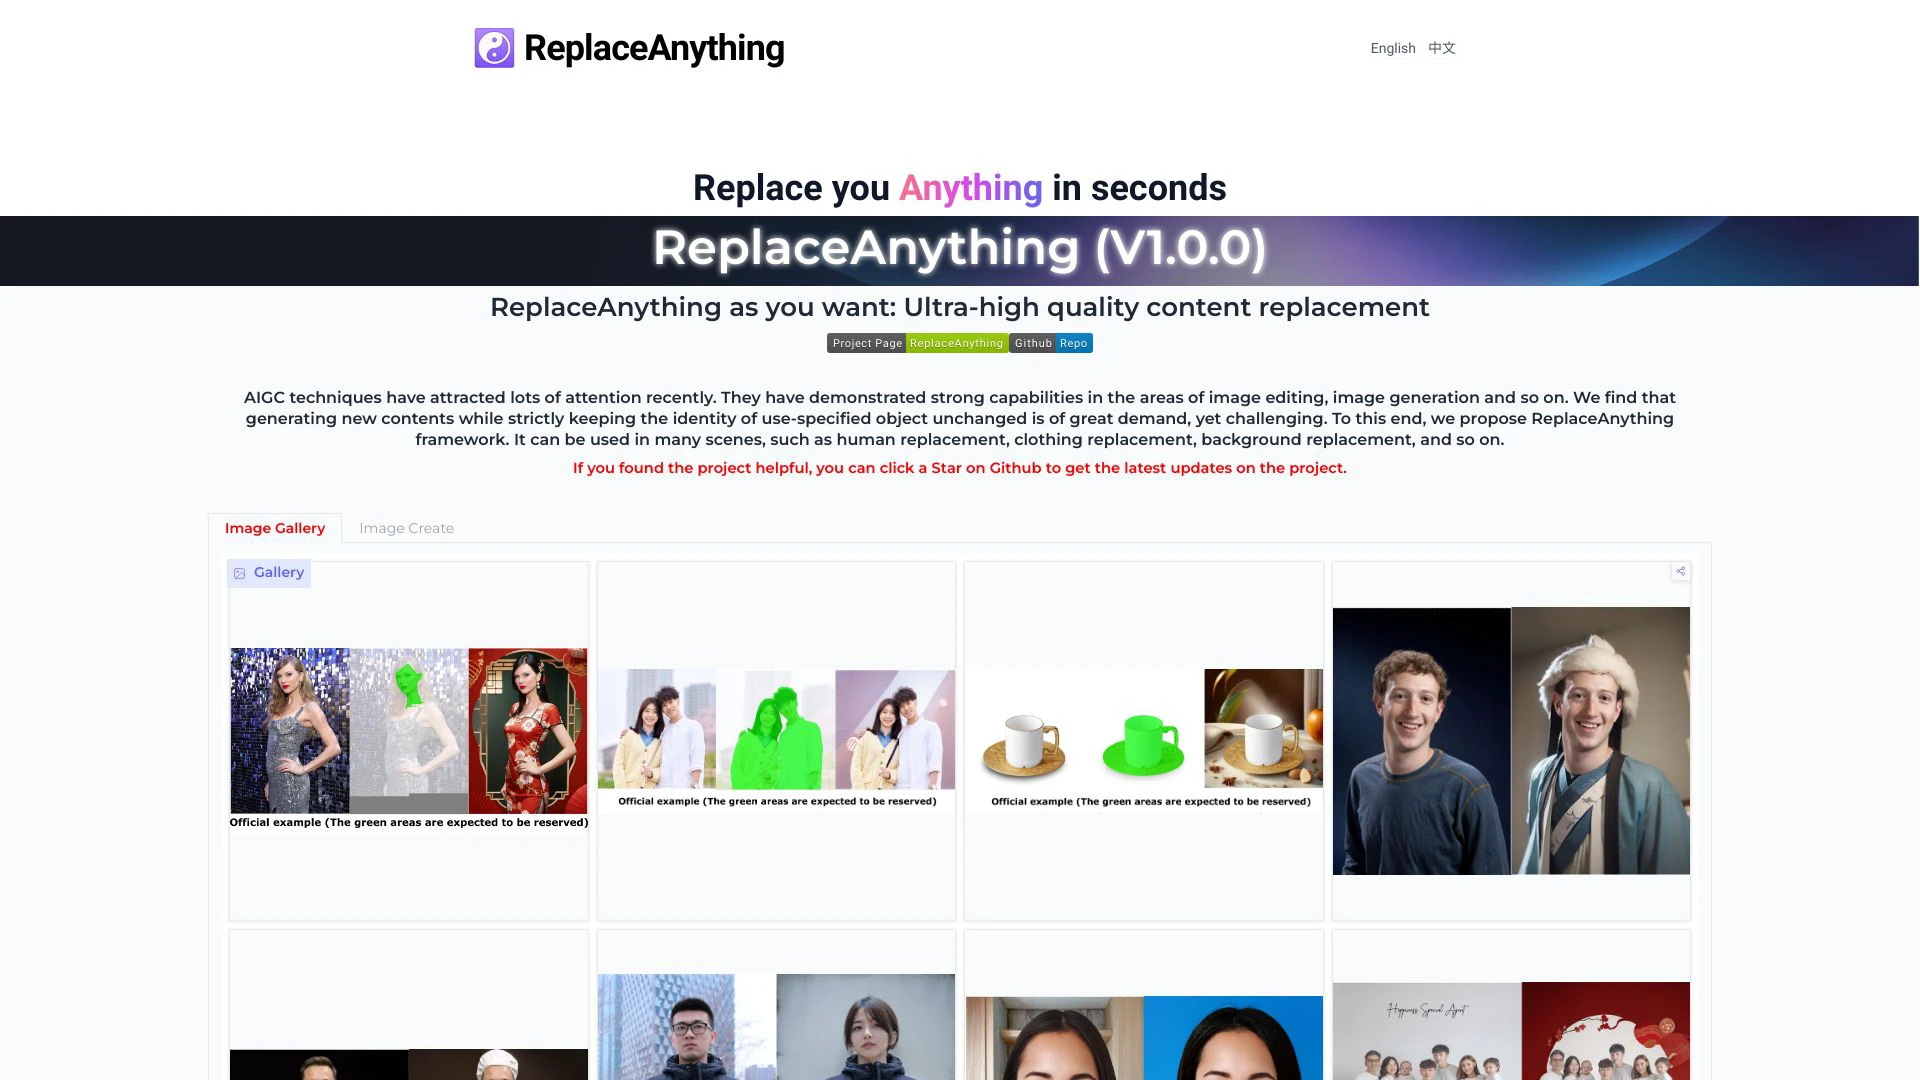 ReplaceAnything
English 中文
Replace you Anything in seconds
ReplaceAnything (V1.0.0)
ReplaceAnything as you want: Ultra-high quality content replacement
Project Page ReplaceAnything Github Repo
AIGC techniques have attracted lots of attention recently. They have demonstrated strong capabilities in the areas of image editing, image generation and so on. We find that
generating new contents while strictly keeping the identity of use-specified object unchanged is of great demand, yet challenging. To this end, we propose ReplaceAnything
framework. It can be used in many scenes, such as human replacement, clothing replacement, background replacement, and so on.
If you found the project helpful, you can click a Star on Github to get the latest updates on the project.
Image Gallery Image Create
Gallery
Official example (The green areas are expected to be reserved)
Official example (The green areas are expected to be reserved)
Official example (The green areas are expected to be reserved)
Happiness Special Agent